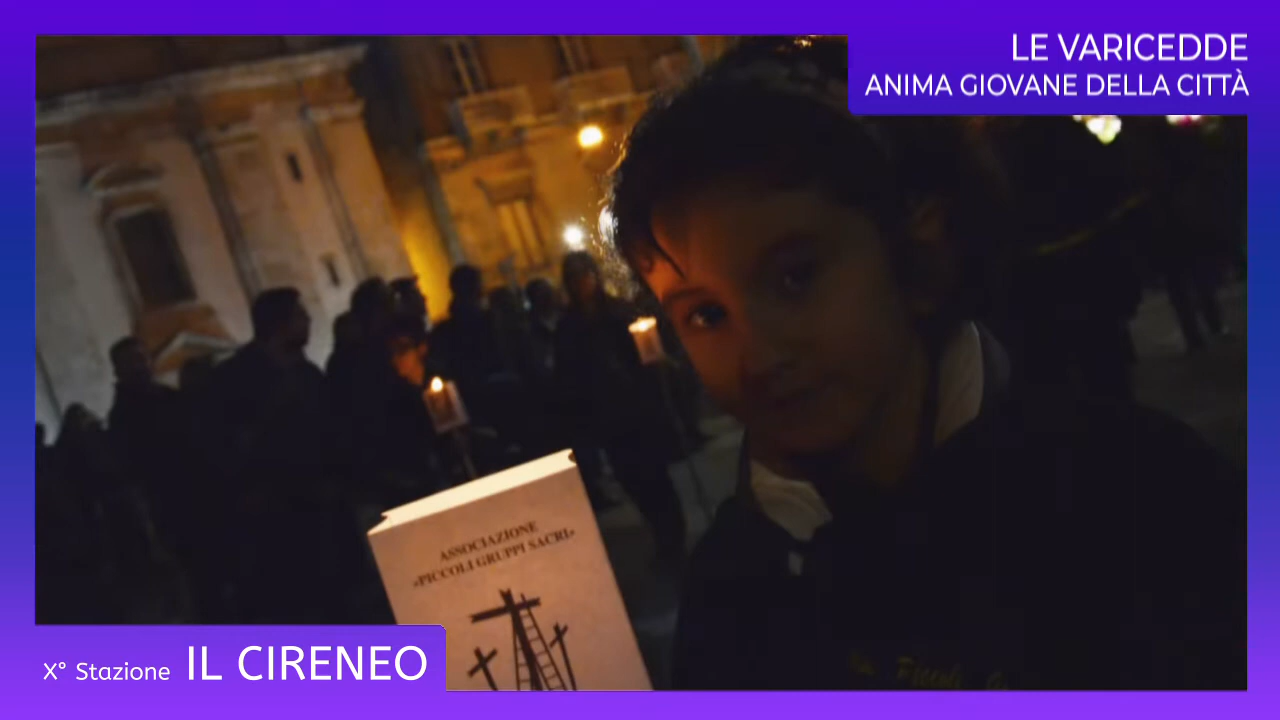 LE VARICEDDE
ANIMA GIOVANE DELLA CITTÀ
ASSOCIAZIONE
«PICCOLI GRUPPI SACRI»
X° Stazione IL CIRENEO